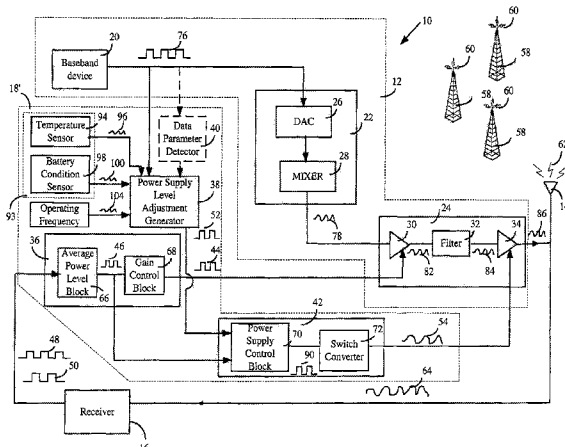 10
20
76
60
60
60
58
58
58
12
Baseband
device
18'
94
96
Temperature
Sensor
98
100
Battery
Condition
Sensor
93
104
Operating Frequency
Data
Parameter
Detector
40
Power Supply
Level
Adjustment
Generator
38
52
44
26
DAC
22
28
MIXER
78
24
30
32
34
Filter
82
84
86
62
36
46
68
Average
Power
Level
Block
66
Gain
Control
Block
42
Power
Supply
Control
Block
70
72
Switch
Converter
90
54
48
50
64
Receiver